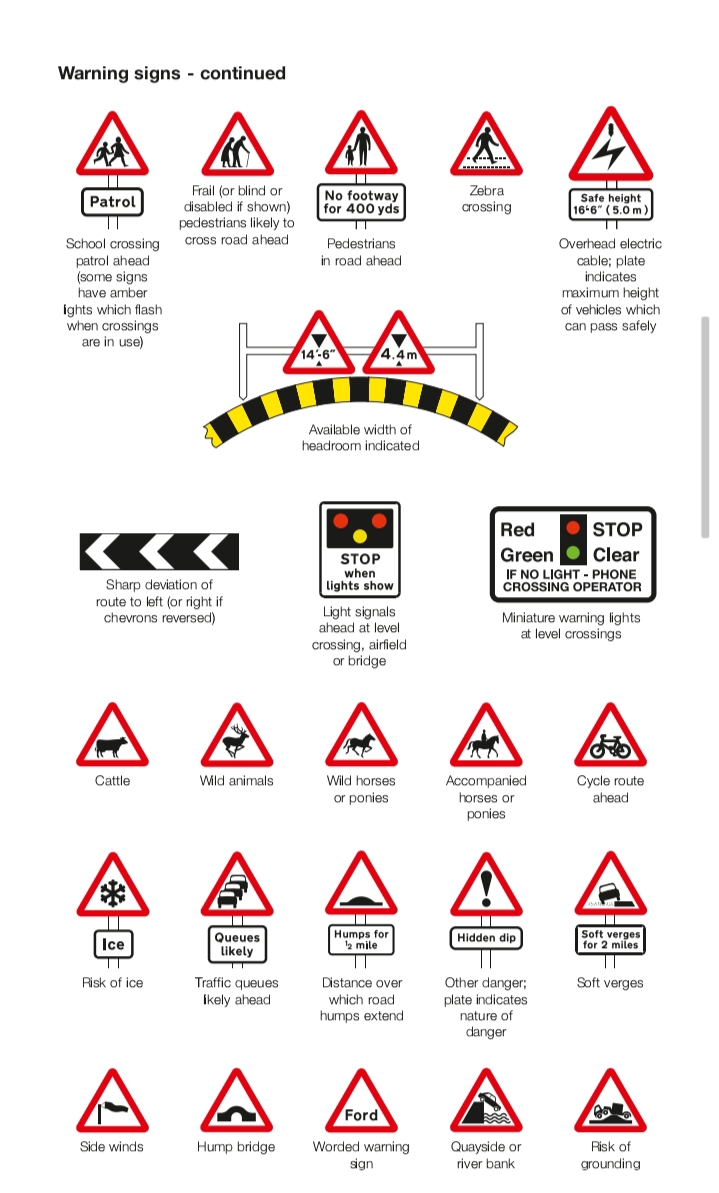 Warning signs - continued
Patrol
School crossing
patrol ahead
(some signs
have amber
lights which flash
when crossings
are in use)
Frail (or blind or
disabled if shown)
pedestrians likely to
cross road ahead
No footway
for 400 yds
Pedestrians
in road ahead
Zebra
crossing
Safe height
16'-6" (5.0 m)
Overhead electric
cable; plate
indicates
maximum height
of vehicles which
can pass safely
14'-6"
4.4m
Available width of
headroom indicated
Sharp deviation of
route to left (or right if
chevrons reversed)
STOP
when
lights show
Light signals
ahead at level
crossing, airfield
or bridge
Red STOP
Green Clear
IF NO LIGHT - PHONE
CROSSING OPERATOR
Miniature warning lights
at level crossings
Cattle
Wild animals
Wild horses
or ponies
Accompanied
horses or
ponies
Cycle route
ahead
Ice
Risk of ice
Queues
likely
Traffic queues
likely ahead
Humps for
½ mile
Distance over
which road
humps extend
Hidden dip
Other danger;
plate indicates
nature of
danger
Soft verges
for 2 miles
Soft verges
Side winds
Hump bridge
Ford
Worded warning
sign
Quayside or
river bank
Risk of
grounding